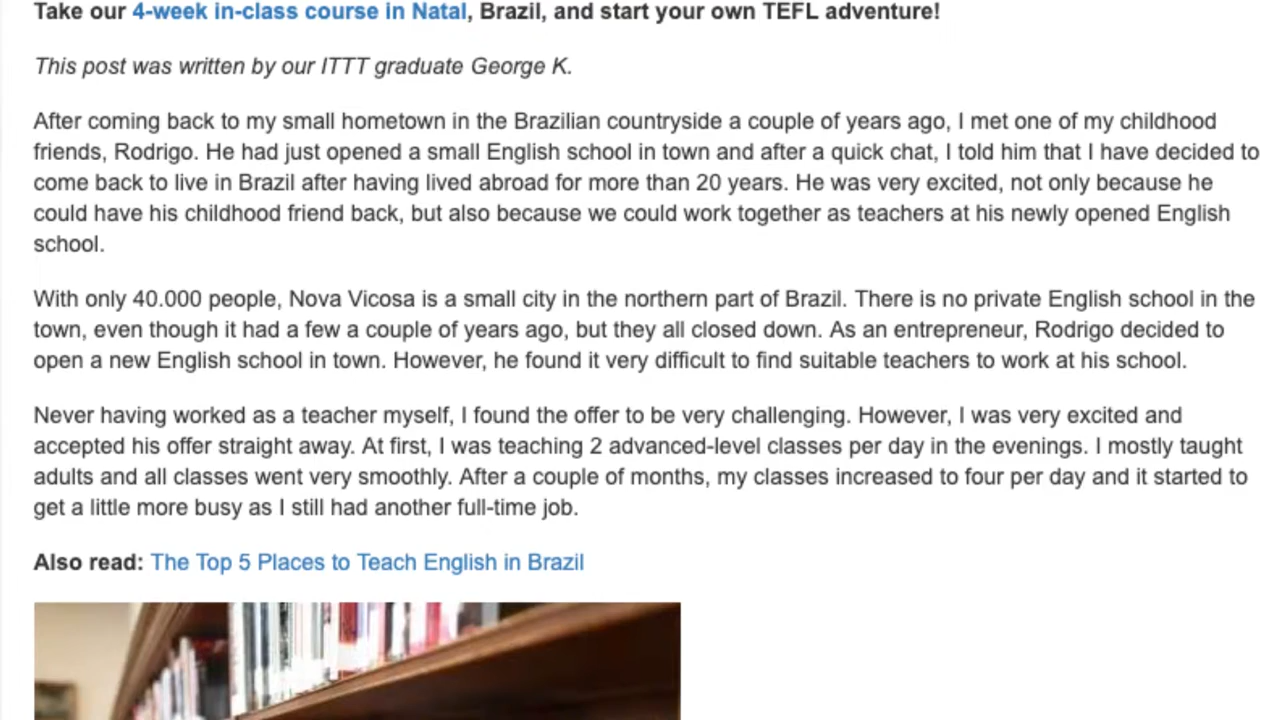 Take our 4-week in-class course in Natal, Brazil, and start your own TEFL adventure!
This post was written by our ITTT graduate George K.
After coming back to my small hometown in the Brazilian countryside a couple of years ago, I met one of my childhood
friends, Rodrigo. He had just opened a small English school in town and after a quick chat, I told him that I have decided to
come back to live in Brazil after having lived abroad for more than 20 years. He was very excited, not only because he
could have his childhood friend back, but also because we could work together as teachers at his newly opened English
school.
With only 40.000 people, Nova Vicosa is a small city in the northern part of Brazil. There is no private English school in the
town, even though it had a few a couple of years ago, but they all closed down. As an entrepreneur, Rodrigo decided to
open a new English school in town. However, he found it very difficult to find suitable teachers to work at his school.
Never having worked as a teacher myself, I found the offer to be very challenging. However, I was very excited and
accepted his offer straight away. At first, I was teaching 2 advanced-level classes per day in the evenings. I mostly taught
adults and all classes went very smoothly. After a couple of months, my classes increased to four per day and it started to
get a little more busy as I still had another full-time job.
Also read: The Top 5 Places to Teach English in Brazil